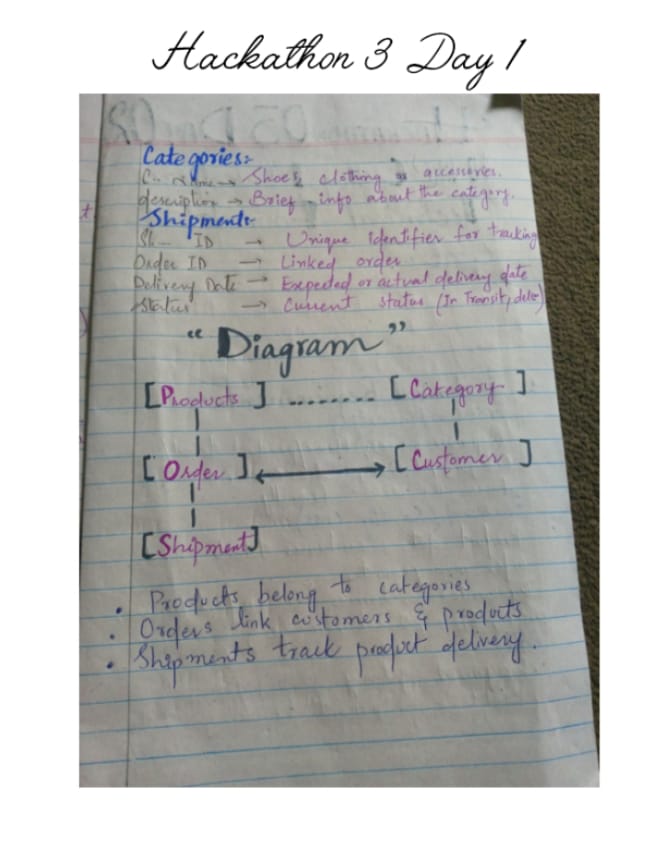 Hackathon 3 Day 1
Categories:-
Name → Shoes, clothing accessories.
description → Brief info about the category.
Shipments:-
Sh- ID → Unique identifier for tracking
Order ID → Linked order
Delivery Date → Expected or actual delivery date
Status → Current status (In Transit, dele)
"Diagram"
[Products] ........ [Category]
[Order] ↔ [Customer]
[Shipment]
• Products belong to categories
• Orders link customers & products
• Shipments track product delivery.